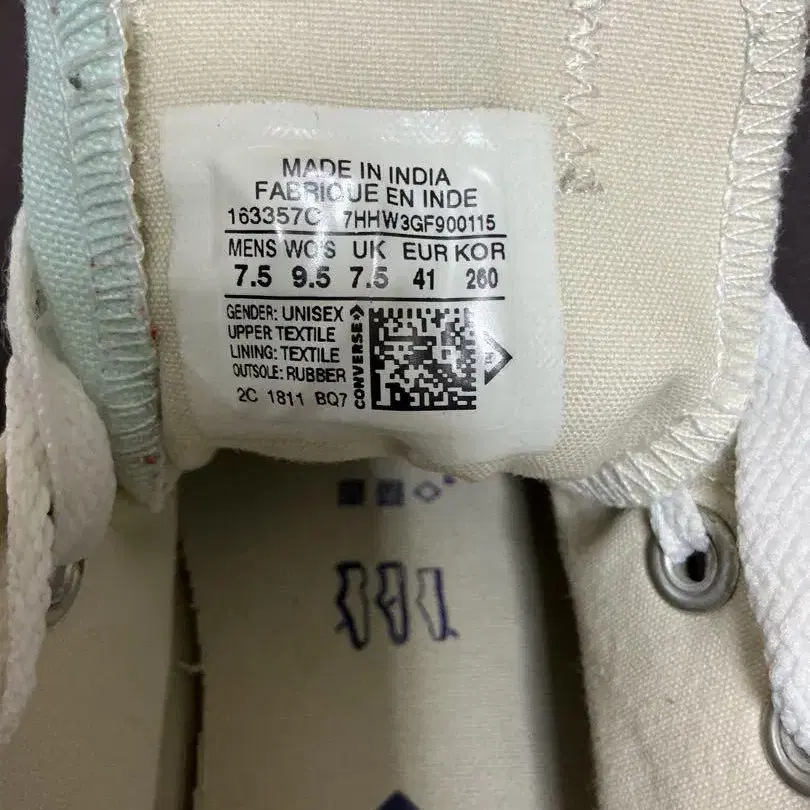 MADE IN INDIA
FABRIQUE EN INDE
163357C 7HHW3GF900115
MENS WO'S UK EUR KOR
7.5 9.5 7.5 41 260
GENDER: UNISEX
UPPER TEXTILE
LINING: TEXTILE
OUTSOLE: RUBBER
2C 1811 BQ7
CONVERSE